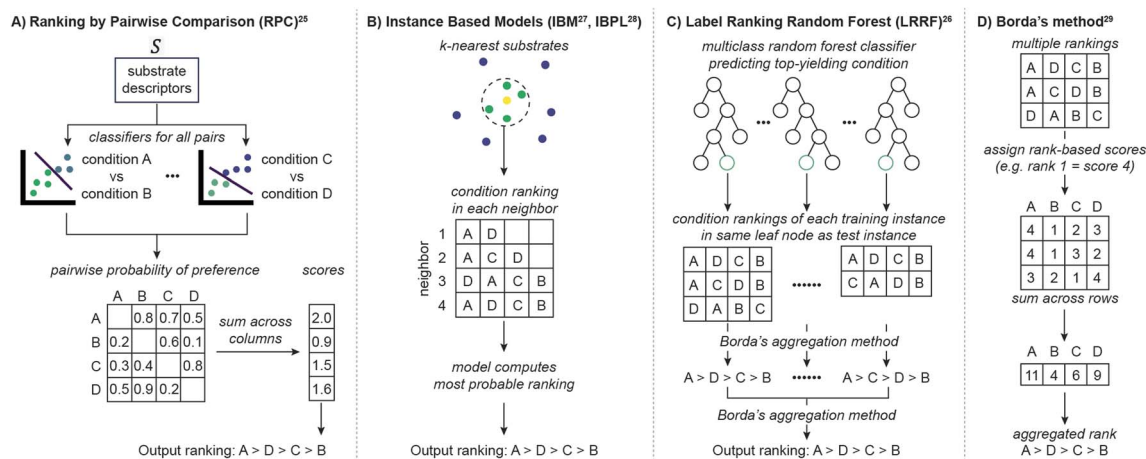 A) Ranking by Pairwise Comparison (RPC)25
S
substrate
descriptors
classifiers for all pairs
condition A
vs
condition B
•••
condition C
vs
condition D
pairwise probability of preference
A B C D
A 0.8 0.7 0.5
B 0.2 0.6 0.1
C 0.3 0.4 0.8
D 0.5 0.9 0.2
sum across
columns
scores
2.0
0.9
1.5
1.6
Output ranking: A > D > C > B
B) Instance Based Models (IBM27, IBPL28)
k-nearest substrates
condition ranking
in each neighbor
neighbor
1 A D
2 A C D
3 D A C B
4 A D C B
model computes
most probable ranking
Output ranking: A > D > C > B
C) Label Ranking Random Forest (LRRF)26
multiclass random forest classifier
predicting top-yielding condition
••• •••
condition rankings of each training instance
in same leaf node as test instance
A D C B
A C D B
D A B C
••••••
A D C B
C A D B
Borda's aggregation method
A > D > C > B •••••• A > C > D > B
Borda's aggregation method
Output ranking: A > D > C > B
D) Borda's method29
multiple rankings
A D C B
A C D B
D A B C
assign rank-based scores
(e.g. rank 1 = score 4)
A B C D
4 1 2 3
4 1 3 2
3 2 1 4
sum across rows
A B C D
11 4 6 9
aggregated rank
A > D > C > B